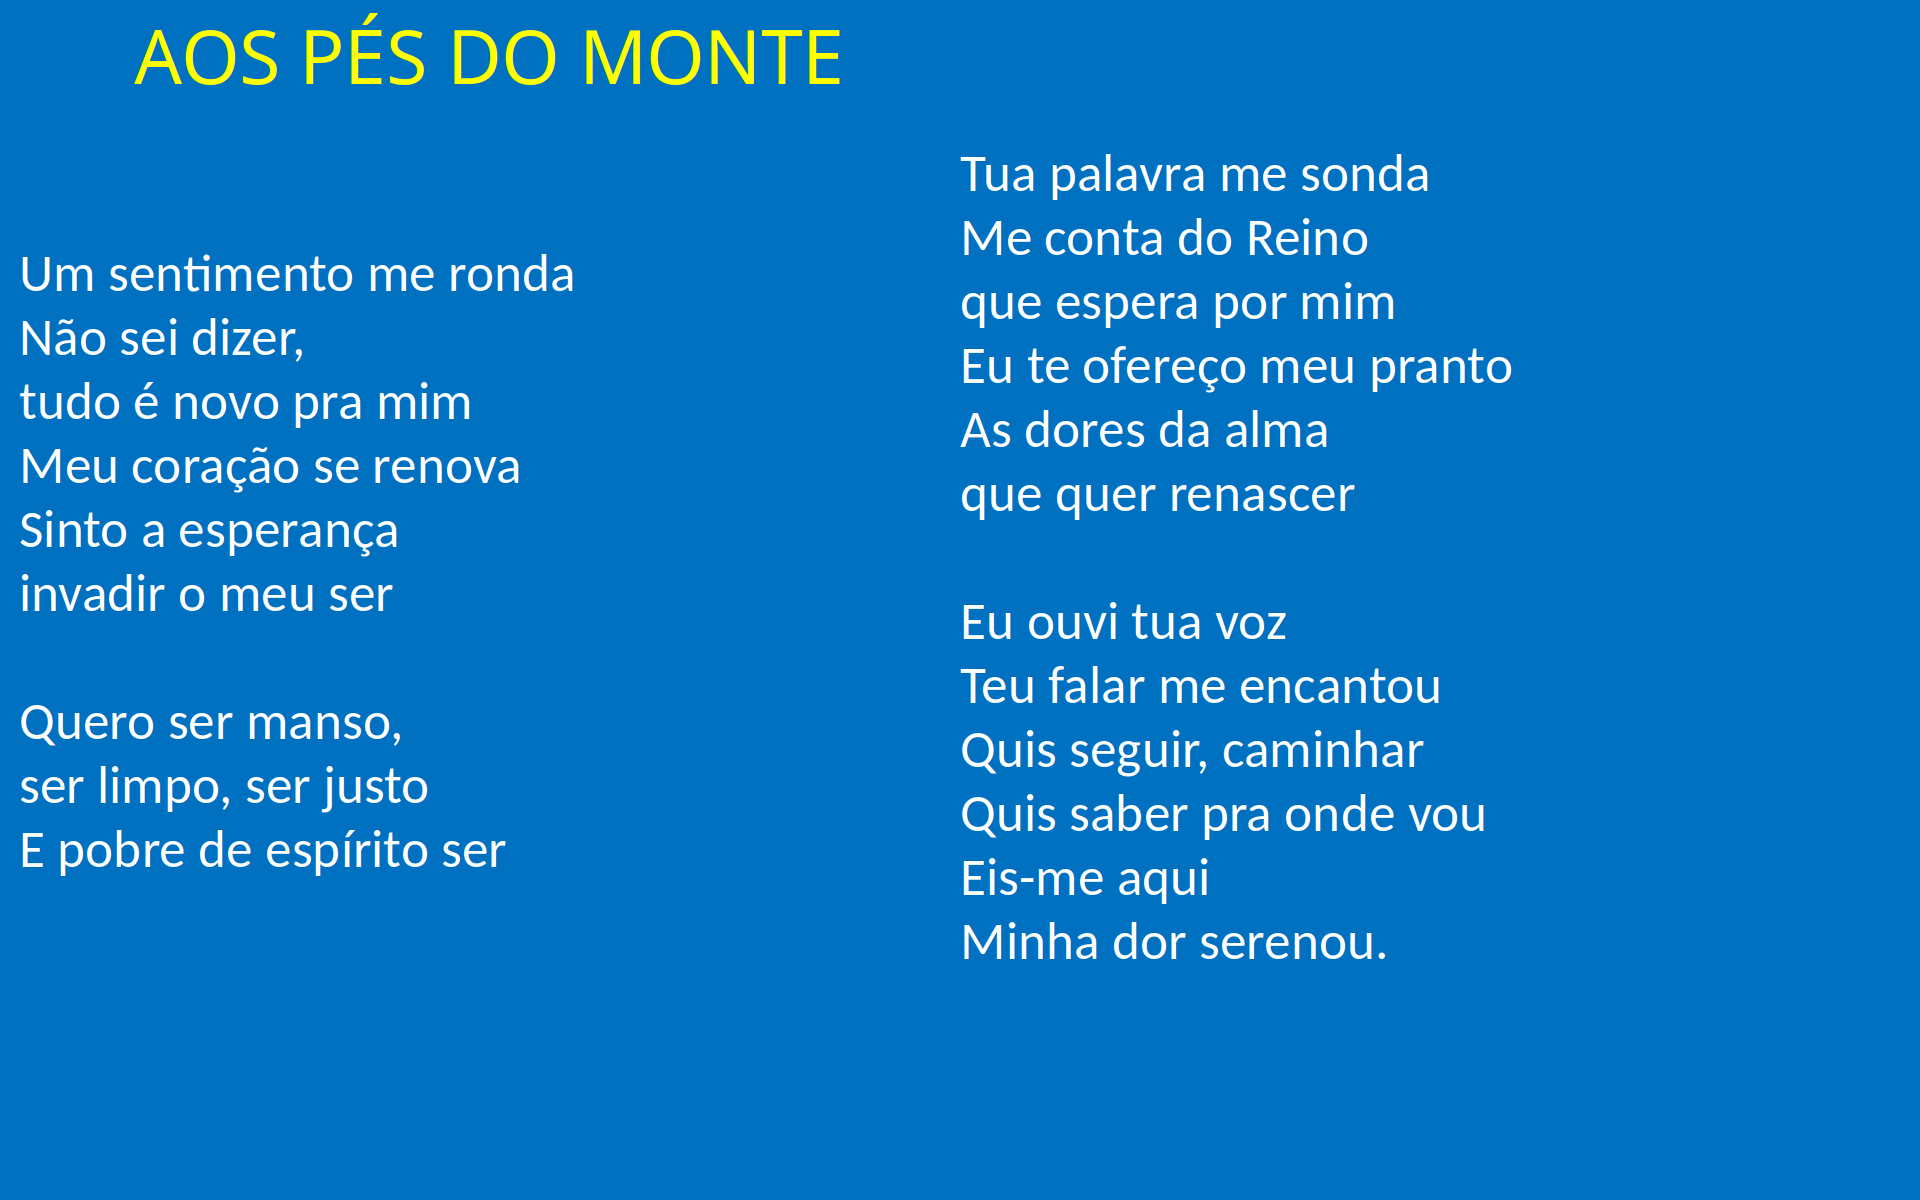 AOS PÉS DO MONTE
Um sentimento me ronda
Não sei dizer,
tudo é novo pra mim
Meu coração se renova
Sinto a esperança
invadir o meu ser
Quero ser manso,
ser limpo, ser justo
E pobre de espírito ser
Tua palavra me sonda
Me conta do Reino
que espera por mim
Eu te ofereço meu pranto
As dores da alma
que quer renascer
Eu ouvi tua voz
Teu falar me encantou
Quis seguir, caminhar
Quis saber pra onde vou
Eis-me aqui
Minha dor serenou.